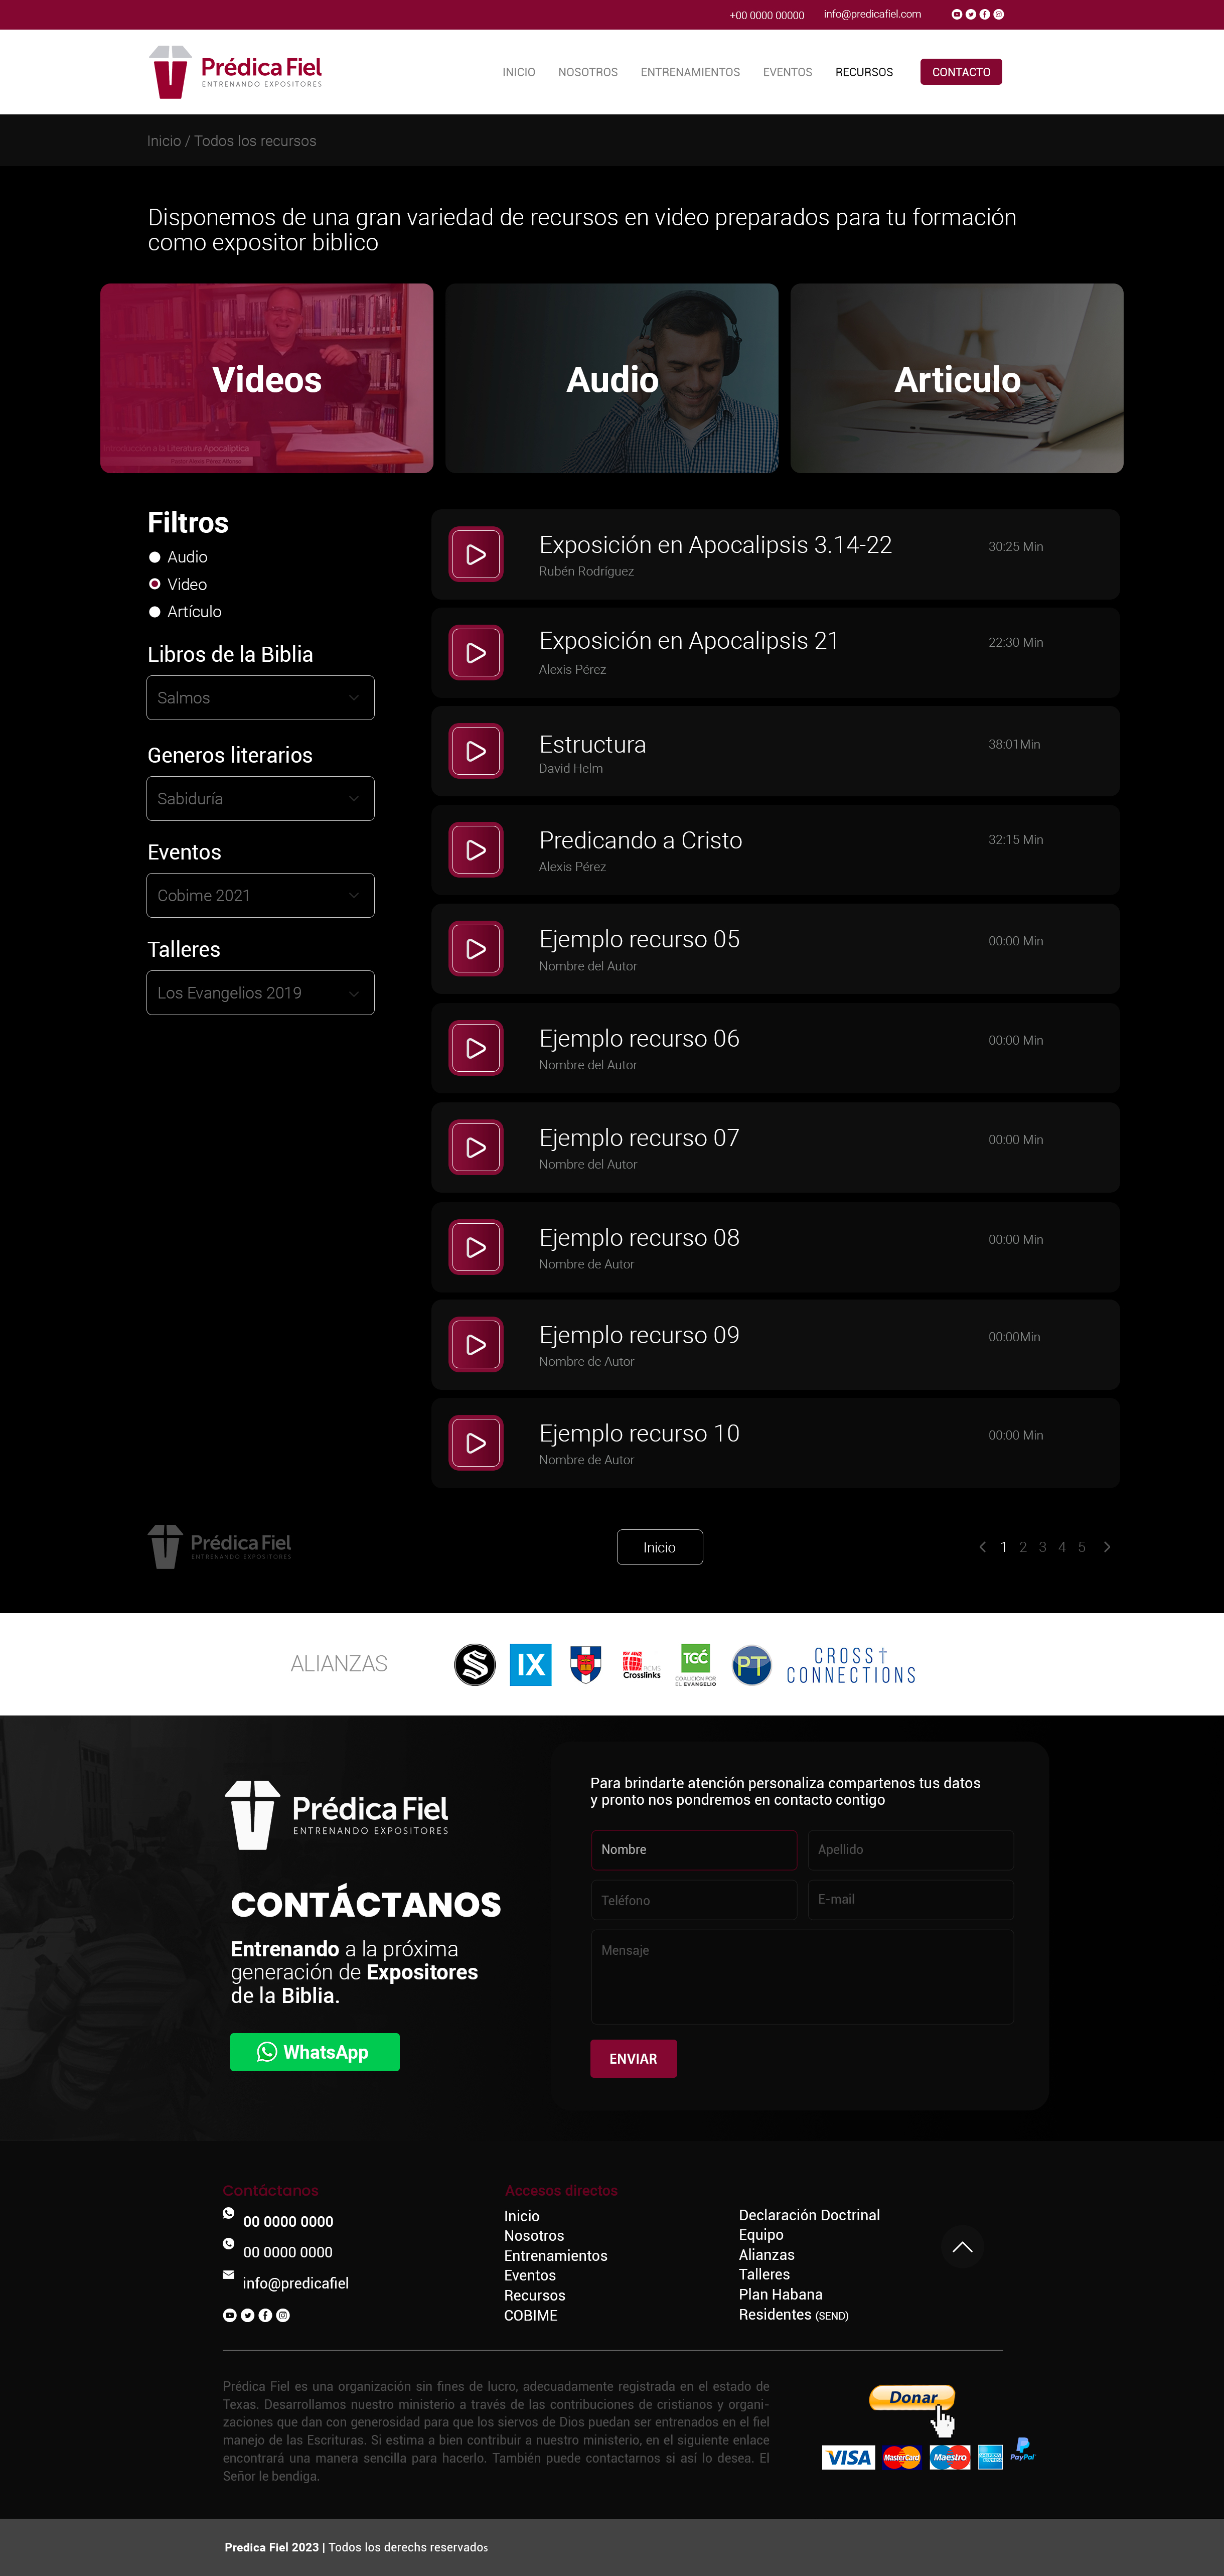 +00 0000 00000
info@predicafiel.com
Prédica Fiel
ENTRENANDO EXPOSITORES
INICIO
NOSOTROS
ENTRENAMIENTOS
EVENTOS
RECURSOS
CONTACTO
Inicio / Todos los recursos
Disponemos de una gran variedad de recursos en video preparados para tu formación
como expositor biblico
Videos
Audio
Articulo
Introducción a la Literatura Apocalíptica
Filtros
Audio
Video
Artículo
Libros de la Biblia
Salmos
Generos literarios
Sabiduría
Eventos
Cobime 2021
Talleres
Los Evangelios 2019
Exposición en Apocalipsis 3.14-22
Rubén Rodríguez
30:25 Min
Exposición en Apocalipsis 21
Alexis Pérez
22:30 Min
Estructura
David Helm
38:01Min
Predicando a Cristo
Alexis Pérez
32:15 Min
Ejemplo recurso 05
Nombre del Autor
00:00 Min
Ejemplo recurso 06
Nombre del Autor
00:00 Min
Ejemplo recurso 07
Nombre del Autor
00:00 Min
Ejemplo recurso 08
Nombre de Autor
00:00 Min
Ejemplo recurso 09
Nombre de Autor
00:00Min
Ejemplo recurso 10
Nombre de Autor
00:00 Min
Prédica Fiel
ENTRENANDO EXPOSITORES
Inicio
1 2 3 4 5
ALIANZAS
S
IX
Crosslinks
TGC
COALICIÓN POR
EL EVANGELIO
PT
CROSS
CONNECTIONS
Prédica Fiel
ENTRENANDO EXPOSITORES
CONTÁCTANOS
Entrenando a la próxima
generación de Expositores
de la Biblia.
WhatsApp
Para brindarte atención personaliza compartenos tus datos
y pronto nos pondremos en contacto contigo
Nombre
Apellido
Teléfono
E-mail
Mensaje
ENVIAR
Contáctanos
00 0000 0000
00 0000 0000
info@predicafiel
Accesos directos
Inicio
Nosotros
Entrenamientos
Eventos
Recursos
COBIME
Declaración Doctrinal
Equipo
Alianzas
Talleres
Plan Habana
Residentes (SEND)
Prédica Fiel es una organización sin fines de lucro, adecuadamente registrada en el estado de
Texas. Desarrollamos nuestro ministerio a través de las contribuciones de cristianos y organi-
zaciones que dan con generosidad para que los siervos de Dios puedan ser entrenados en el fiel
manejo de las Escrituras. Si estima a bien contribuir a nuestro ministerio, en el siguiente enlace
encontrará una manera sencilla para hacerlo. También puede contactarnos si así lo desea. El
Señor le bendiga.
Donar
VISA
MasterCard
Maestro
PayPal
Predica Fiel 2023 | Todos los derechs reservados